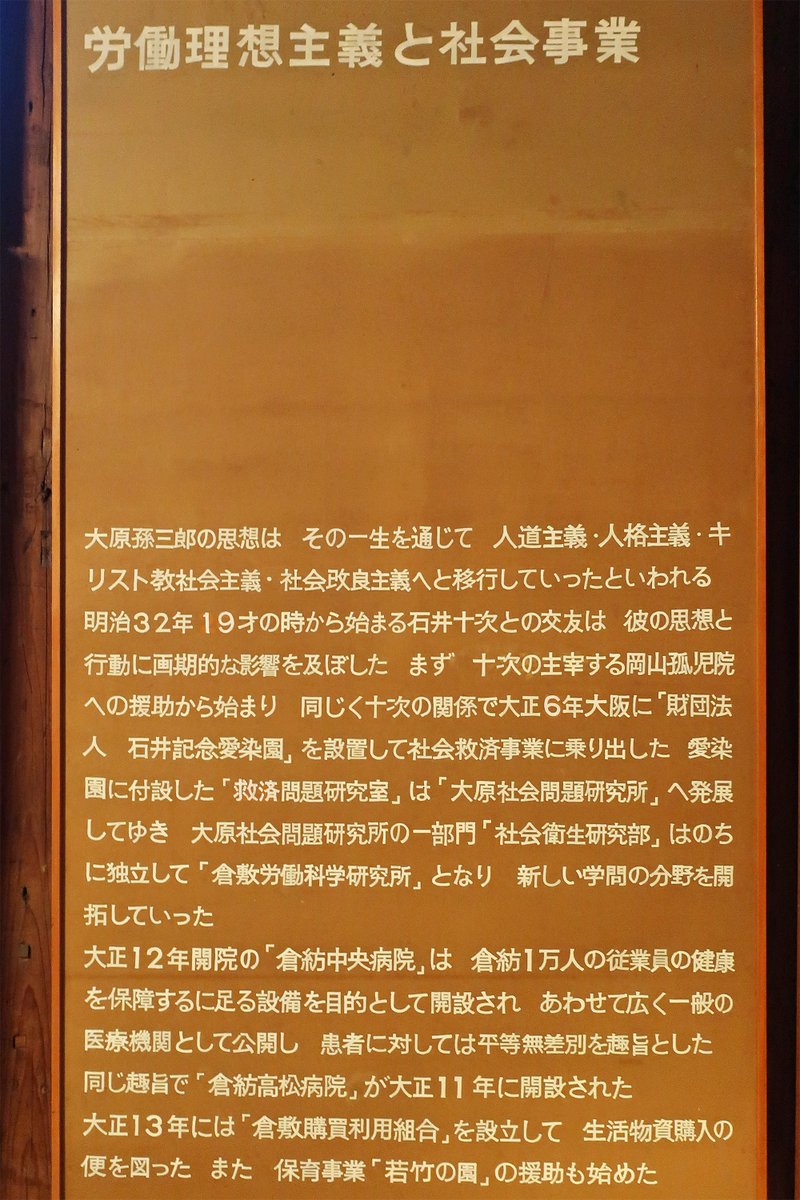 労働理想主義と社会事業
大原孫三郎の思想は　その一生を通じて　人道主義・人格主義・キ
リスト教社会主義・社会改良主義へと移行していったといわれる
明治32年19才の時から始まる石井十次との交友は　彼の思想と
行動に画期的な影響を及ぼした　まず　十次の主宰する岡山孤児院
への援助から始まり　同じく十次の関係で大正6年大阪に「財団法
人　石井記念愛染園」を設置して社会救済事業に乗り出した　愛染
園に付設した「救済問題研究室」は「大原社会問題研究所」へ発展
してゆき　大原社会問題研究所の一部門「社会衛生研究部」はのち
に独立して「倉敷労働科学研究所」となり　新しい学問の分野を開
拓していった
大正12年開院の「倉紡中央病院」は　倉紡1万人の従業員の健康
を保障するに足る設備を目的として開設され　あわせて広く一般の
医療機関として公開し　患者に対しては平等無差別を趣旨とした
同じ趣旨で「倉紡高松病院」が大正11年に開設された
大正13年には「倉敷購買利用組合」を設立して　生活物資購入の
便を図った　また　保育事業「若竹の園」の援助も始めた